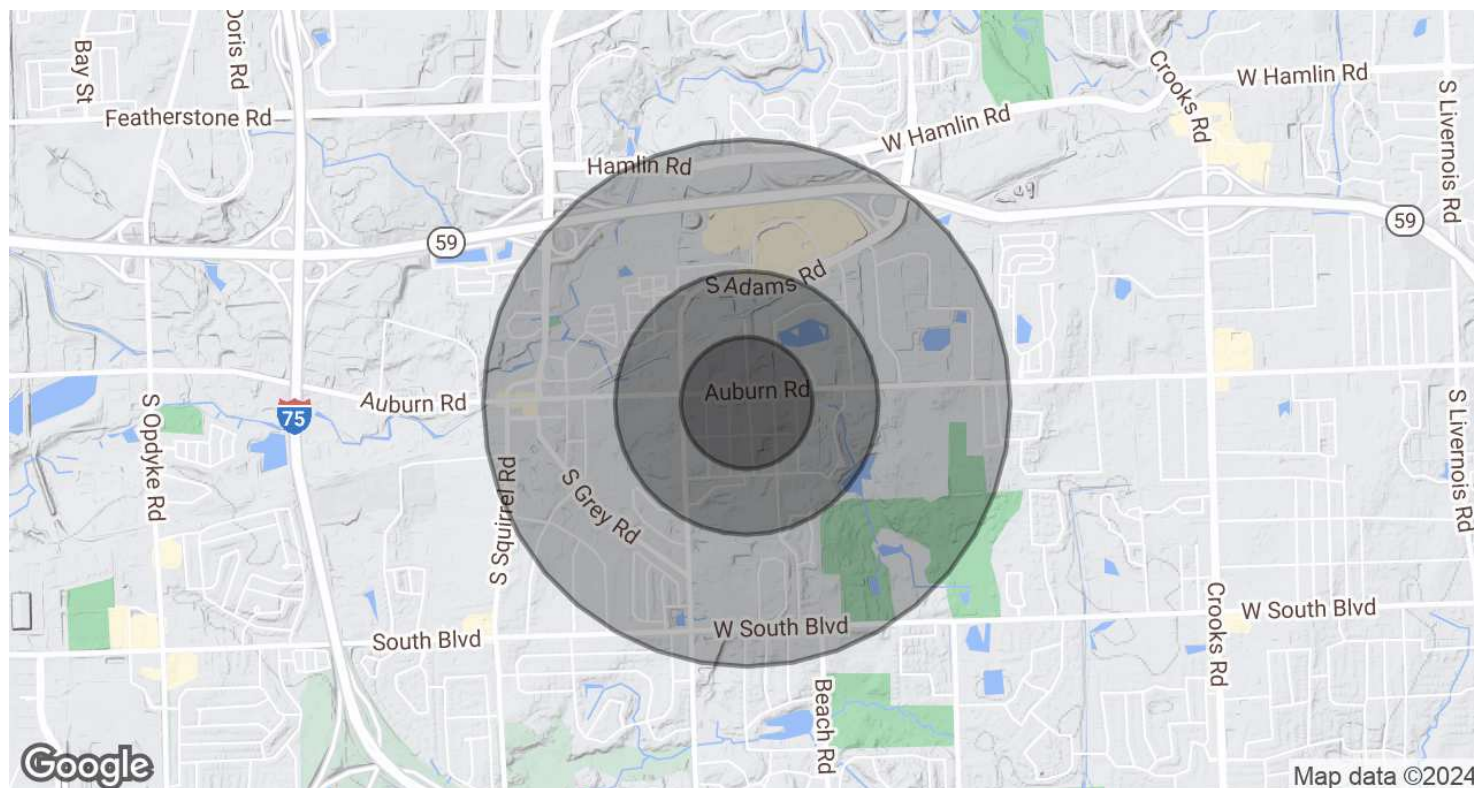 Bay St
Doris Rd
Featherstone Rd
Hamlin Rd
W Hamlin Rd
Crooks Rd
W Hamlin Rd
S Livernois Rd
59
59
S Adams Rd
Auburn Rd
Auburn Rd
75
S Opdyke Rd
S Squirrel Rd
S Grey Rd
S Livernois Rd
Crooks Rd
South Blvd
W South Blvd
W South Blvd
Beach Rd
Google
Map data ©2024